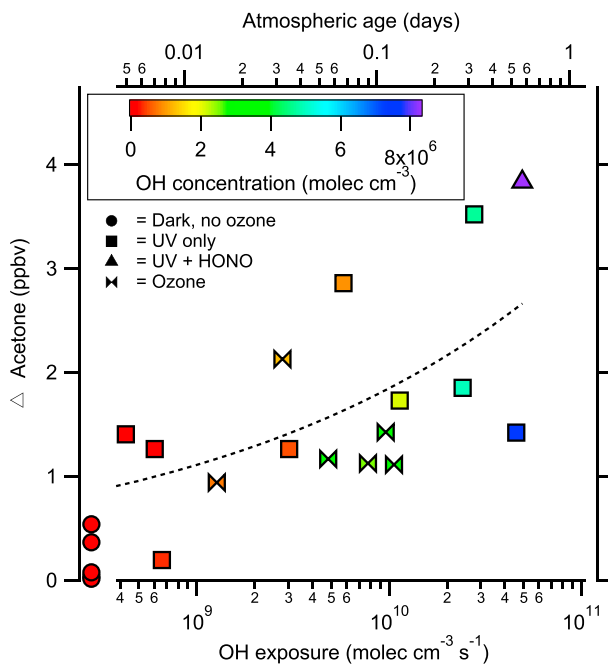 Atmospheric age (days)
5 6 0.01 2 3 4 5 6 0.1 2 3 4 5 6 1
0 2 4 6 8x10⁶
OH concentration (molec cm⁻³)
= Dark, no ozone
= UV only
= UV + HONO
= Ozone
△ Acetone (ppbv)
4
3
2
1
0
4 5 6 2 3 4 5 6 2 3 4 5 6
10⁹ 10¹⁰ 10¹¹
OH exposure (molec cm⁻³ s⁻¹)